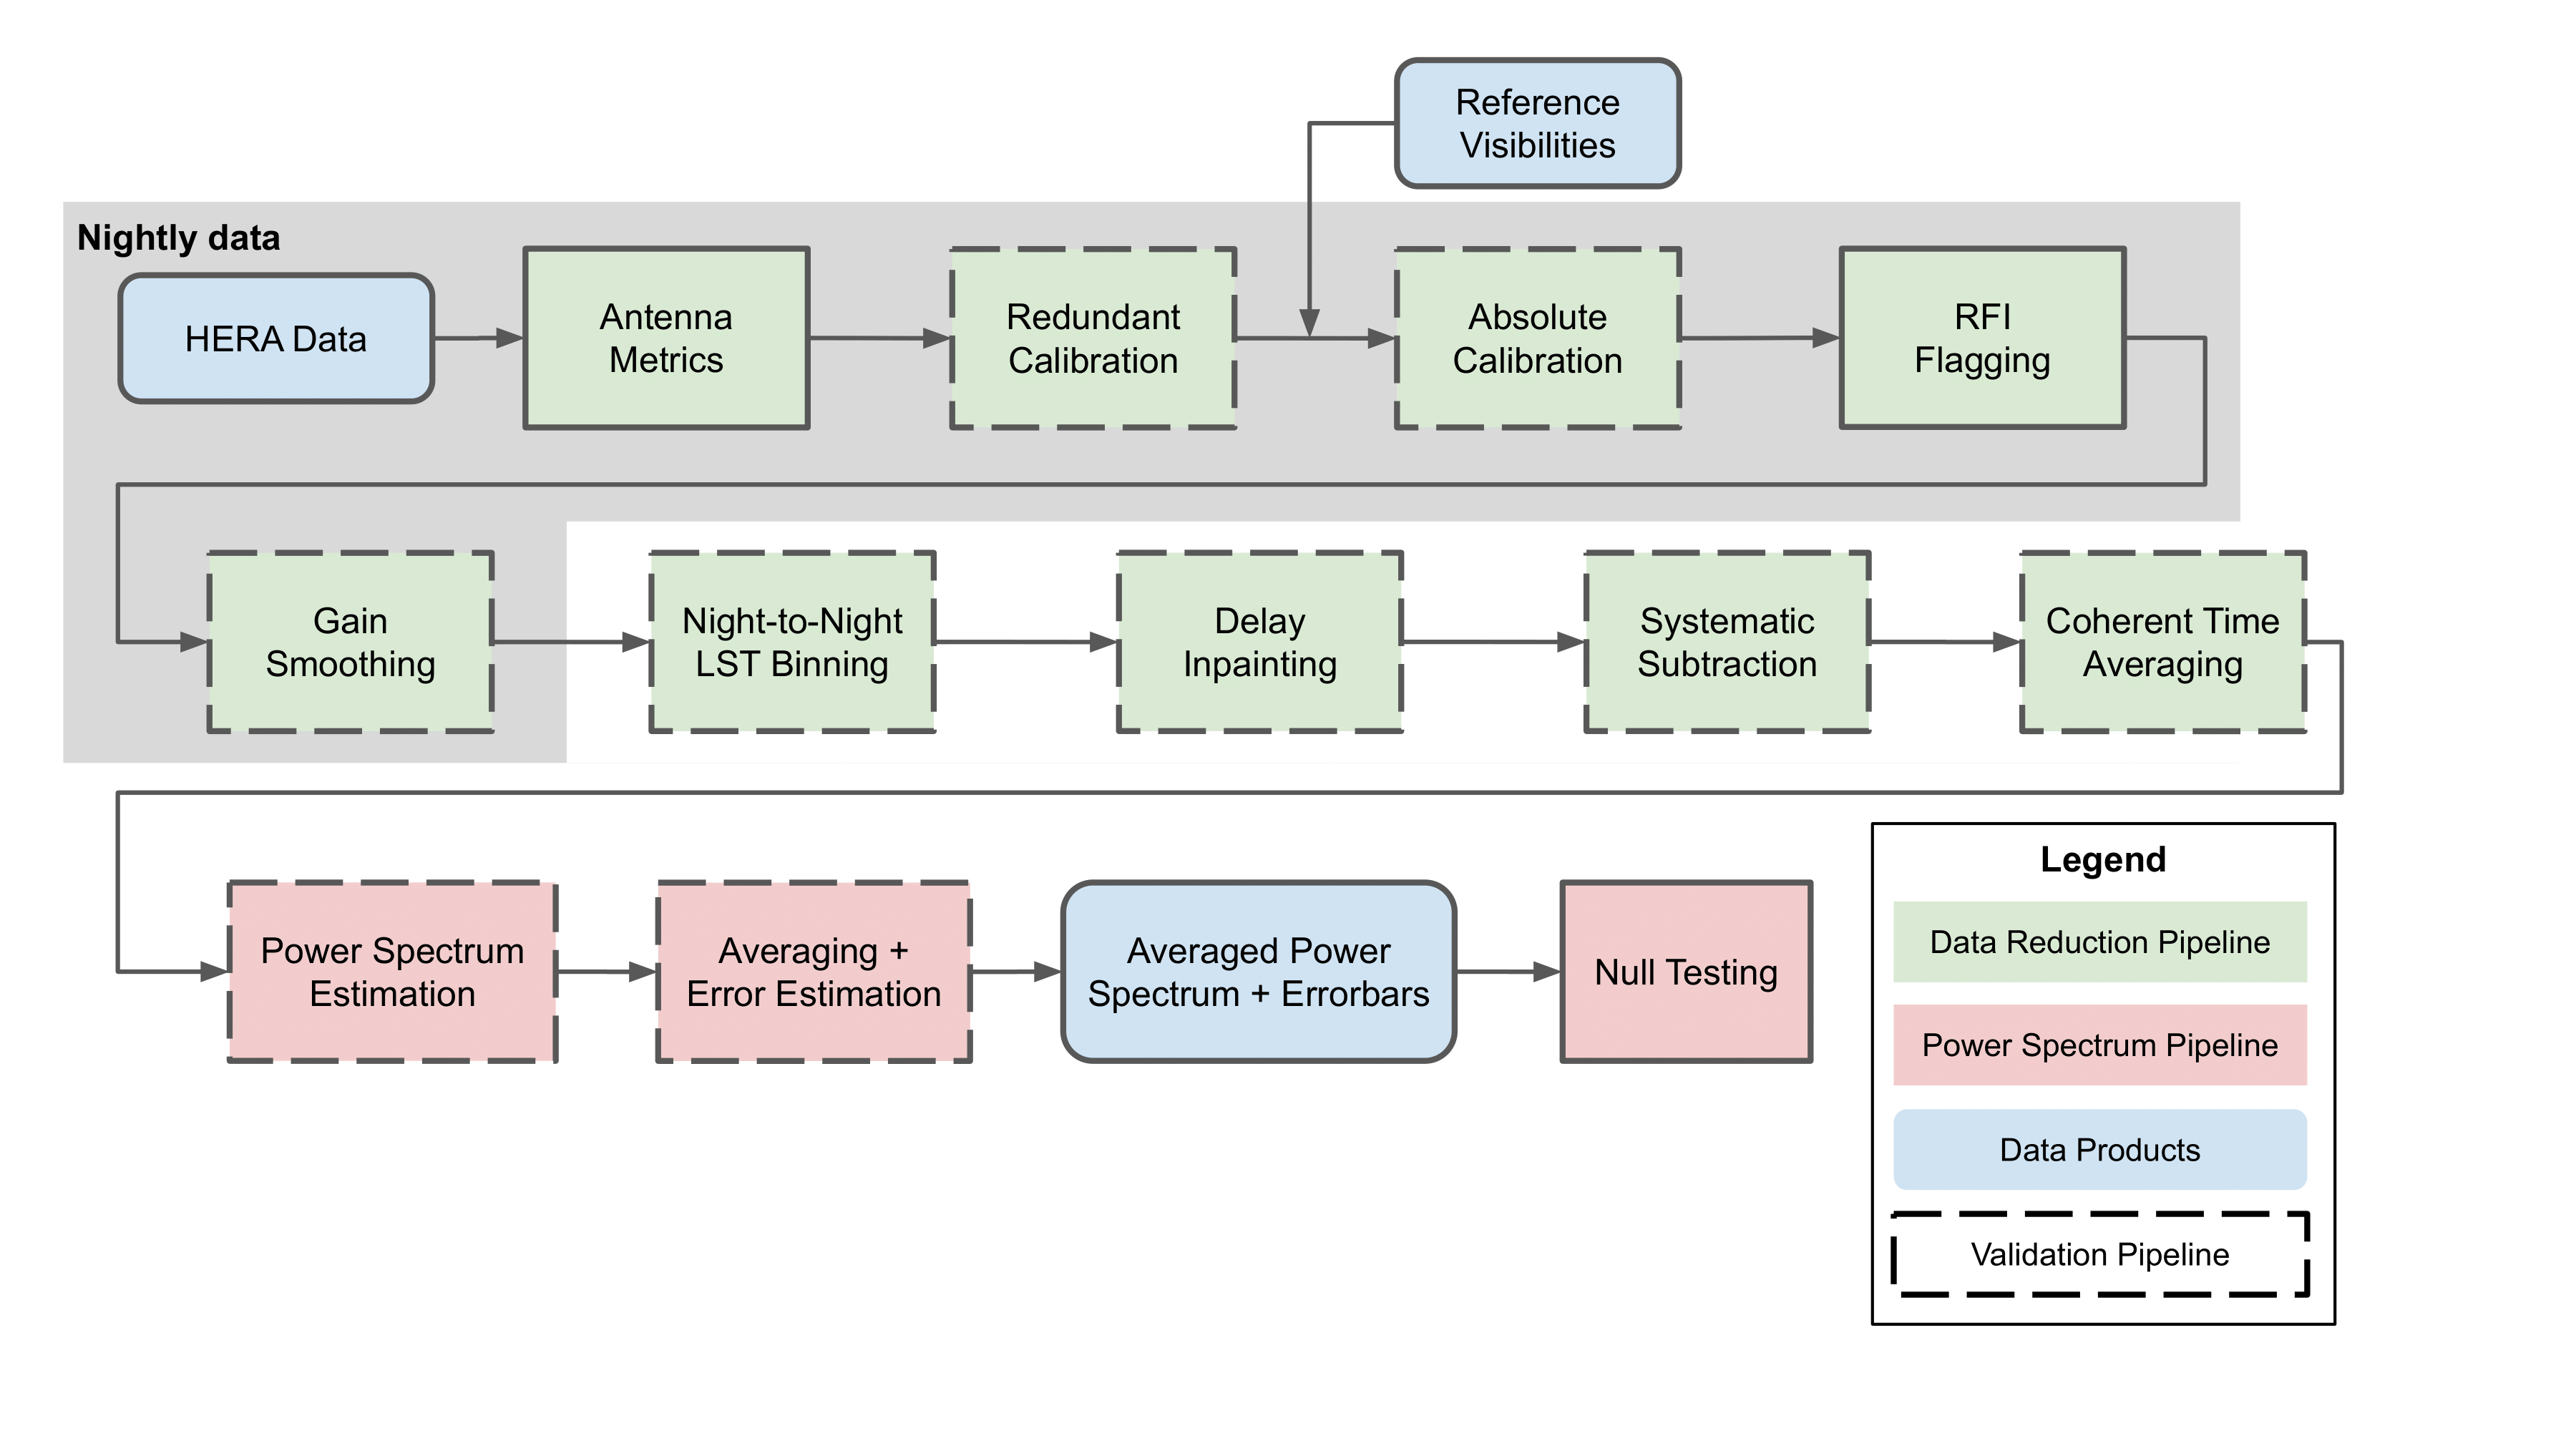 Reference
Visibilities
Nightly data
HERA Data
Antenna
Metrics
Redundant
Calibration
Absolute
Calibration
RFI
Flagging
Gain
Smoothing
Night-to-Night
LST Binning
Delay
Inpainting
Systematic
Subtraction
Coherent Time
Averaging
Power Spectrum
Estimation
Averaging +
Error Estimation
Averaged Power
Spectrum + Errorbars
Null Testing
Legend
Data Reduction Pipeline
Power Spectrum Pipeline
Data Products
Validation Pipeline